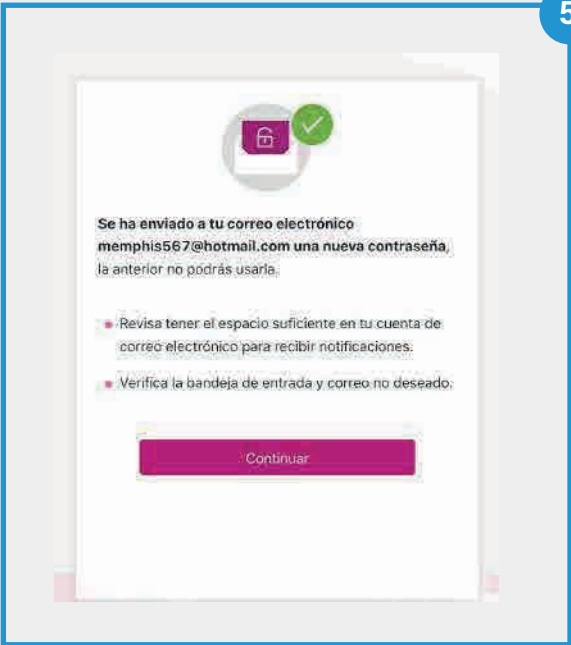 5
Se ha enviado a tu correo electrónico
memphis567@hotmail.com una nueva contraseña,
la anterior no podrás usarla.
Revisa tener el espacio suficiente en tu cuenta de
correo electrónico para recibir notificaciones.
Verifica la bandeja de entrada y correo no deseado.
Continuar